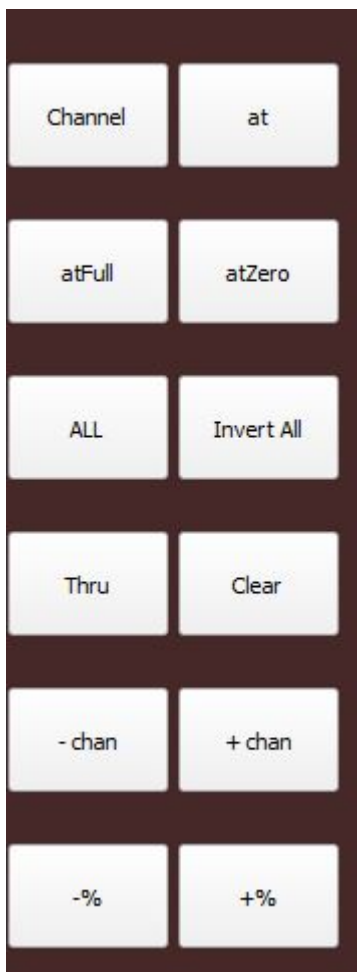 Channel at
atFull atZero
ALL Invert All
Thru Clear
- chan + chan
-% +%